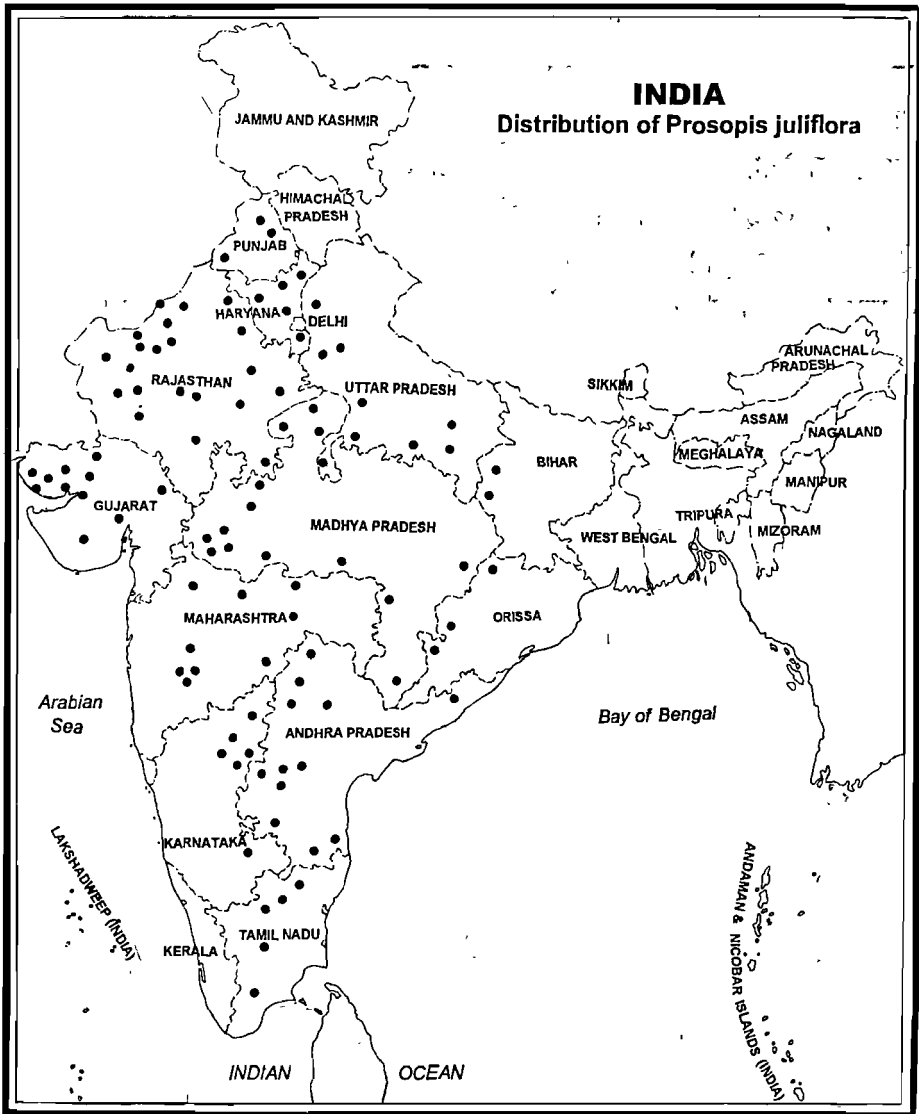 INDIA
Distribution of Prosopis juliflora
JAMMU AND KASHMIR
HIMACHAL
PRADESH
PUNJAB
HARYANA
DELHI
RAJASTHAN
UTTAR PRADESH
SIKKIM
ARUNACHAL
PRADESH
ASSAM
NAGALAND
MEGHALAYA
BIHAR
MANIPUR
GUJARAT
MADHYA PRADESH
TRIPURA
WEST BENGAL
MIZORAM
MAHARASHTRA
ORISSA
Arabian
Sea
Bay of Bengal
ANDHRA PRADESH
KARNATAKA
LAKSHADWEEP (INDIA)
ANDAMAN & NICOBAR ISLANDS (INDIA)
TAMIL NADU
KERALA
INDIAN OCEAN